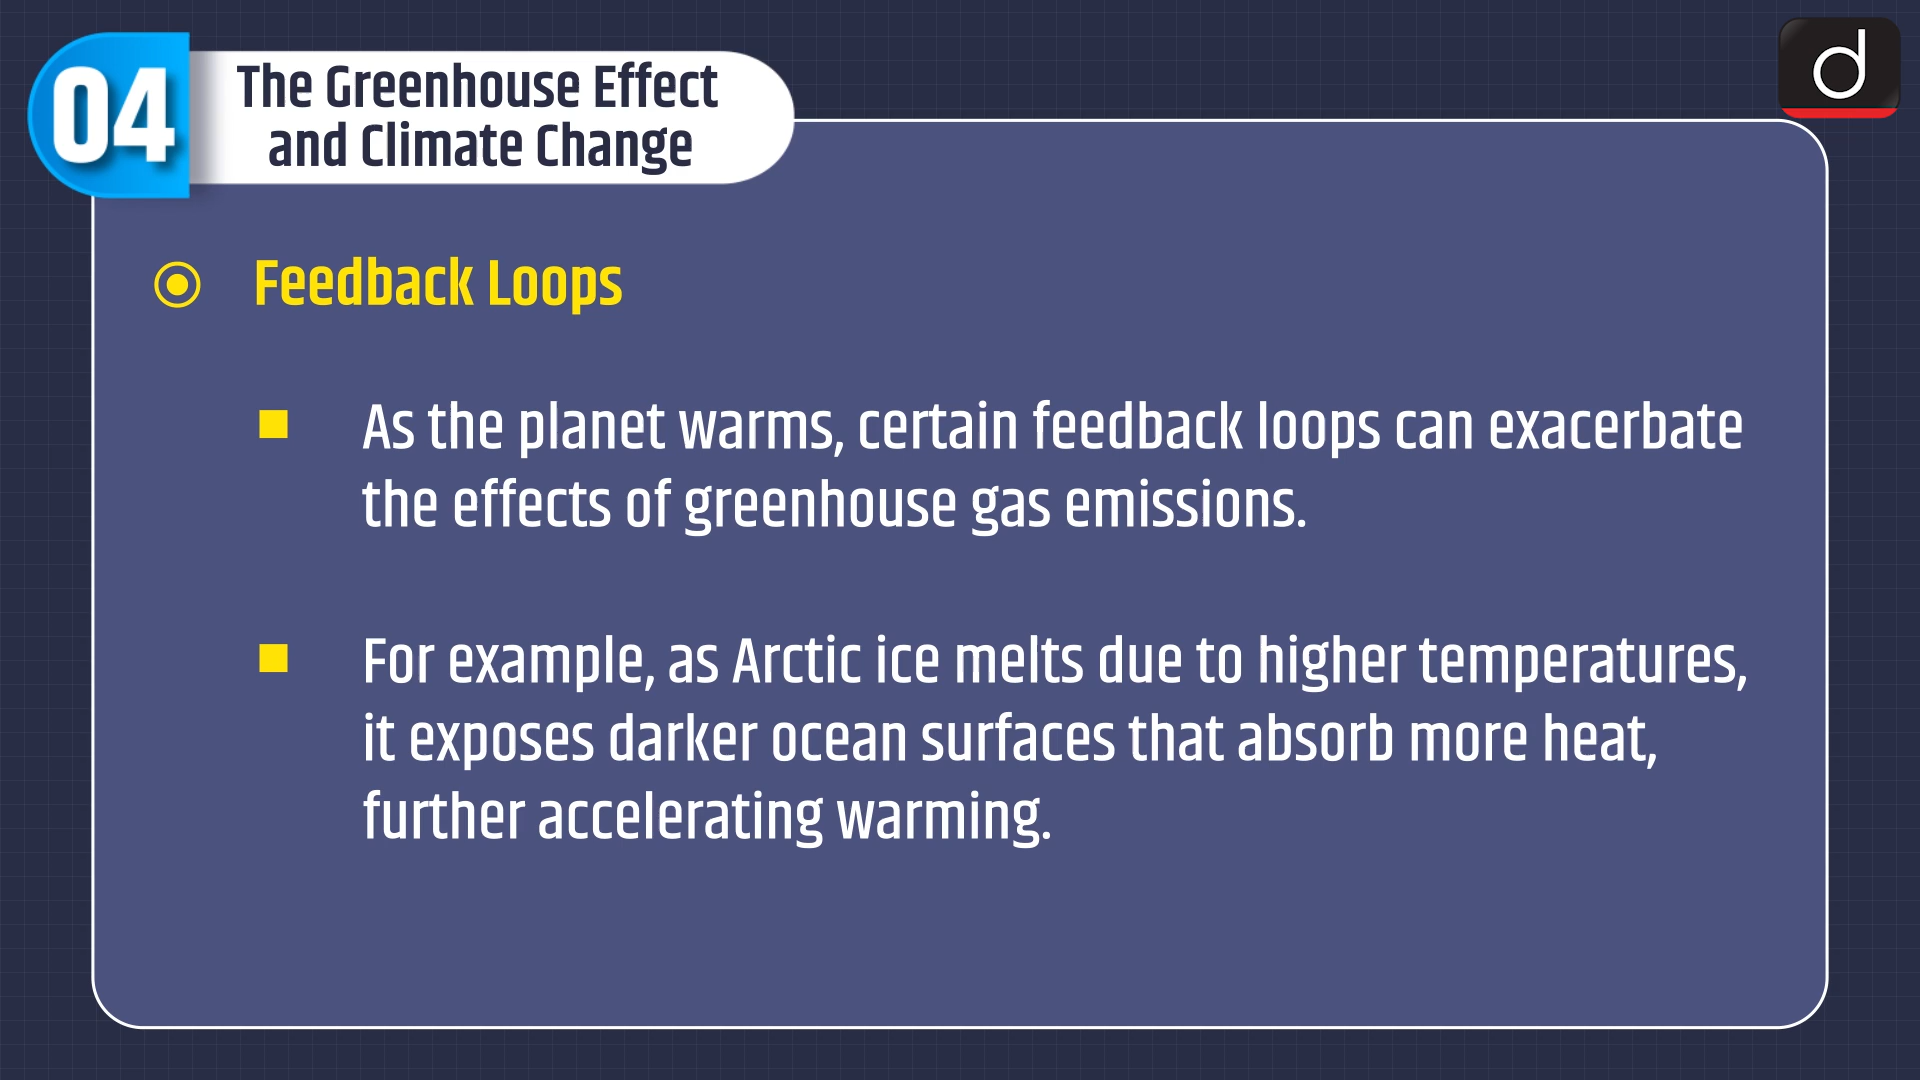 04
The Greenhouse Effect
and Climate Change
d
Feedback Loops
As the planet warms, certain feedback loops can exacerbate
the effects of greenhouse gas emissions.
For example, as Arctic ice melts due to higher temperatures,
it exposes darker ocean surfaces that absorb more heat,
further accelerating warming.